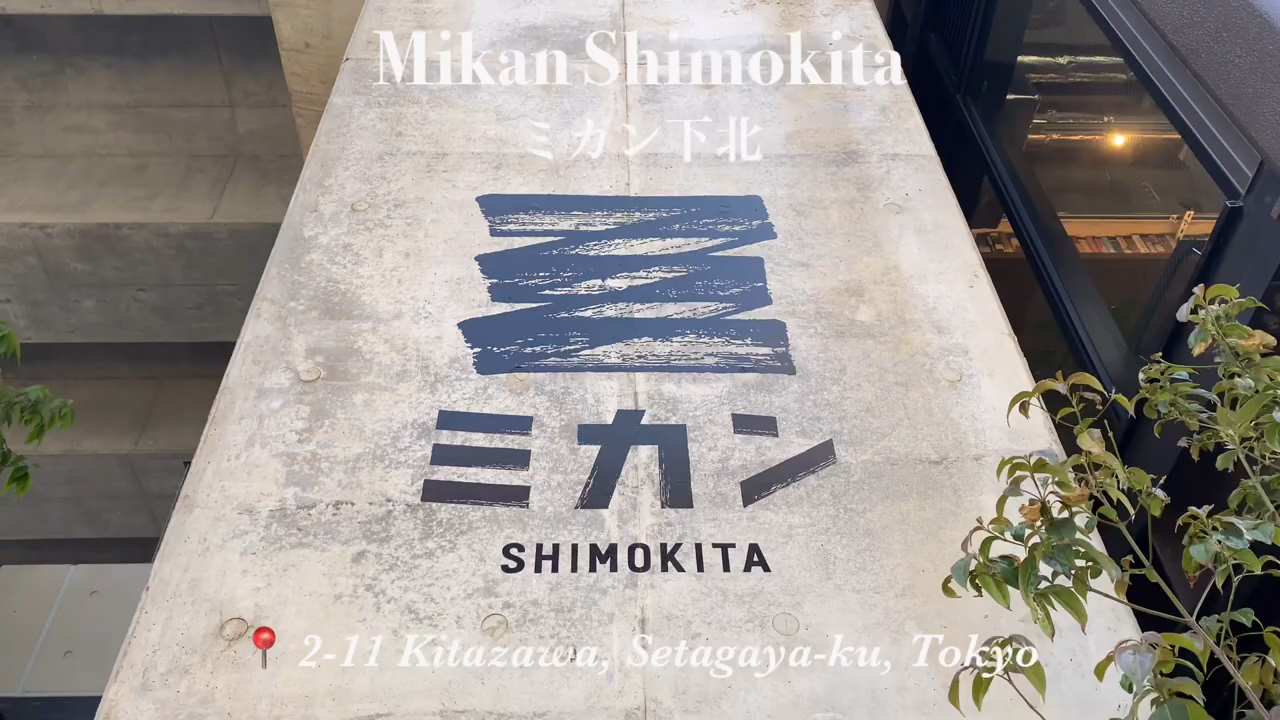 Mikan Shimokita
ミカン下北
ミカン
SHIMOKITA
📍 2-11 Kitazawa, Setagaya-ku, Tokyo